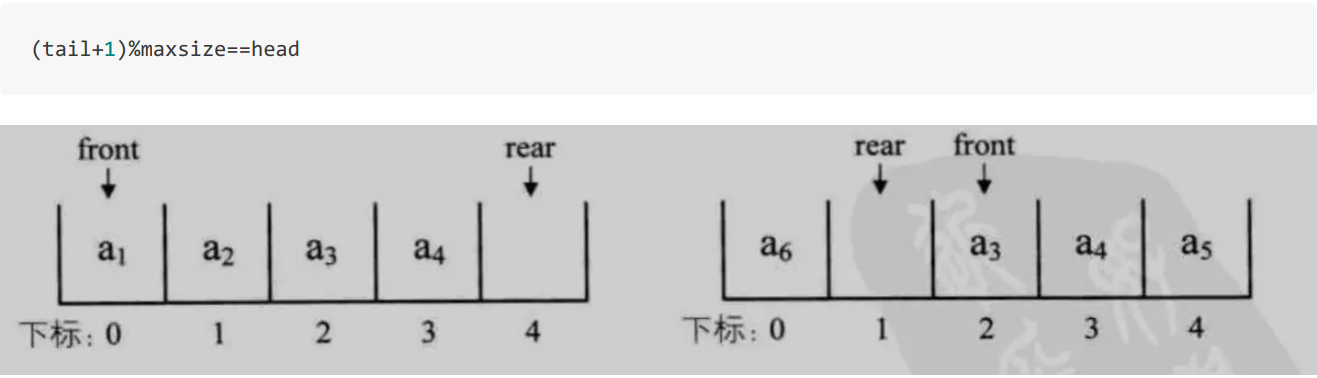 (tail+1)%maxsize==head
front rear rear front
a₁ a₂ a₃ a₄ a₆ a₃ a₄ a₅
下标: 0 1 2 3 4 下标: 0 1 2 3 4